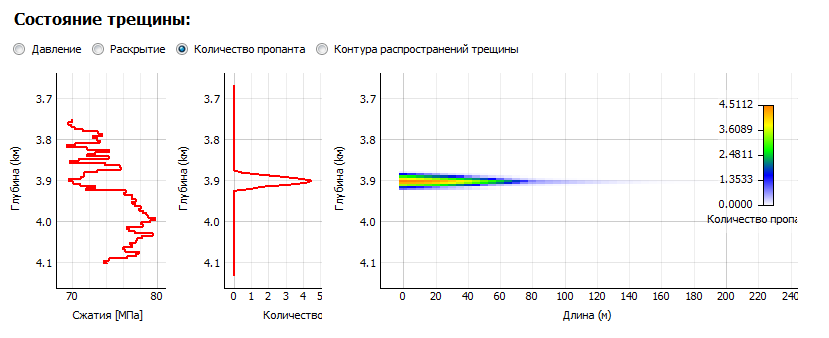 Состояние трещины:
Давление Раскрытие Количество пропанта Контура распространений трещины
3.7
3.8
3.9
4.0
4.1
Глубина (км)
70 80
Сжатия [МПа]
3.7
3.8
3.9
4.0
4.1
Глубина (км)
0 1 2 3 4 5
Количество
3.7
3.8
3.9
4.0
4.1
Глубина (км)
0 20 40 60 80 100 120 140 160 180 200 220 240
Длина (м)
4.5112
3.6089
2.4811
1.3533
0.0000
Количество пропа